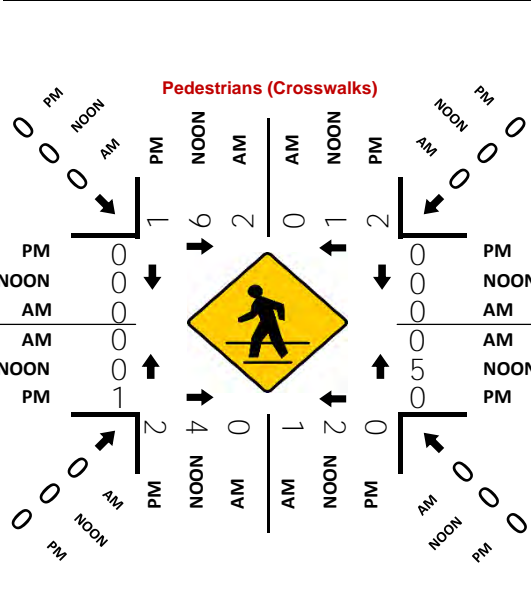 Pedestrians (Crosswalks)
PM NOON AM
0 0 0
PM NOON AM AM NOON PM
1 6 2 0 1 2
PM NOON AM
0 0 0
PM 0 0 PM
NOON 0 0 NOON
AM 0 0 AM
AM 0 0 AM
NOON 0 5 NOON
PM 1 0 PM
2 4 0 1 2 0
PM NOON AM AM NOON PM
0 0 0
AM NOON PM
0 0 0
AM NOON PM